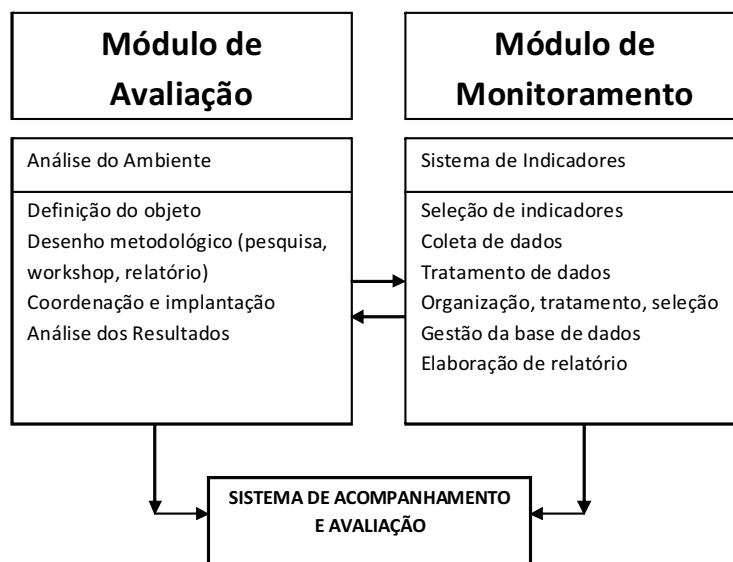 Módulo de
Avaliação
Módulo de
Monitoramento
Análise do Ambiente
Definição do objeto
Desenho metodológico (pesquisa,
workshop, relatório)
Coordenação e implantação
Análise dos Resultados
Sistema de Indicadores
Seleção de indicadores
Coleta de dados
Tratamento de dados
Organização, tratamento, seleção
Gestão da base de dados
Elaboração de relatório
SISTEMA DE ACOMPANHAMENTO
E AVALIAÇÃO